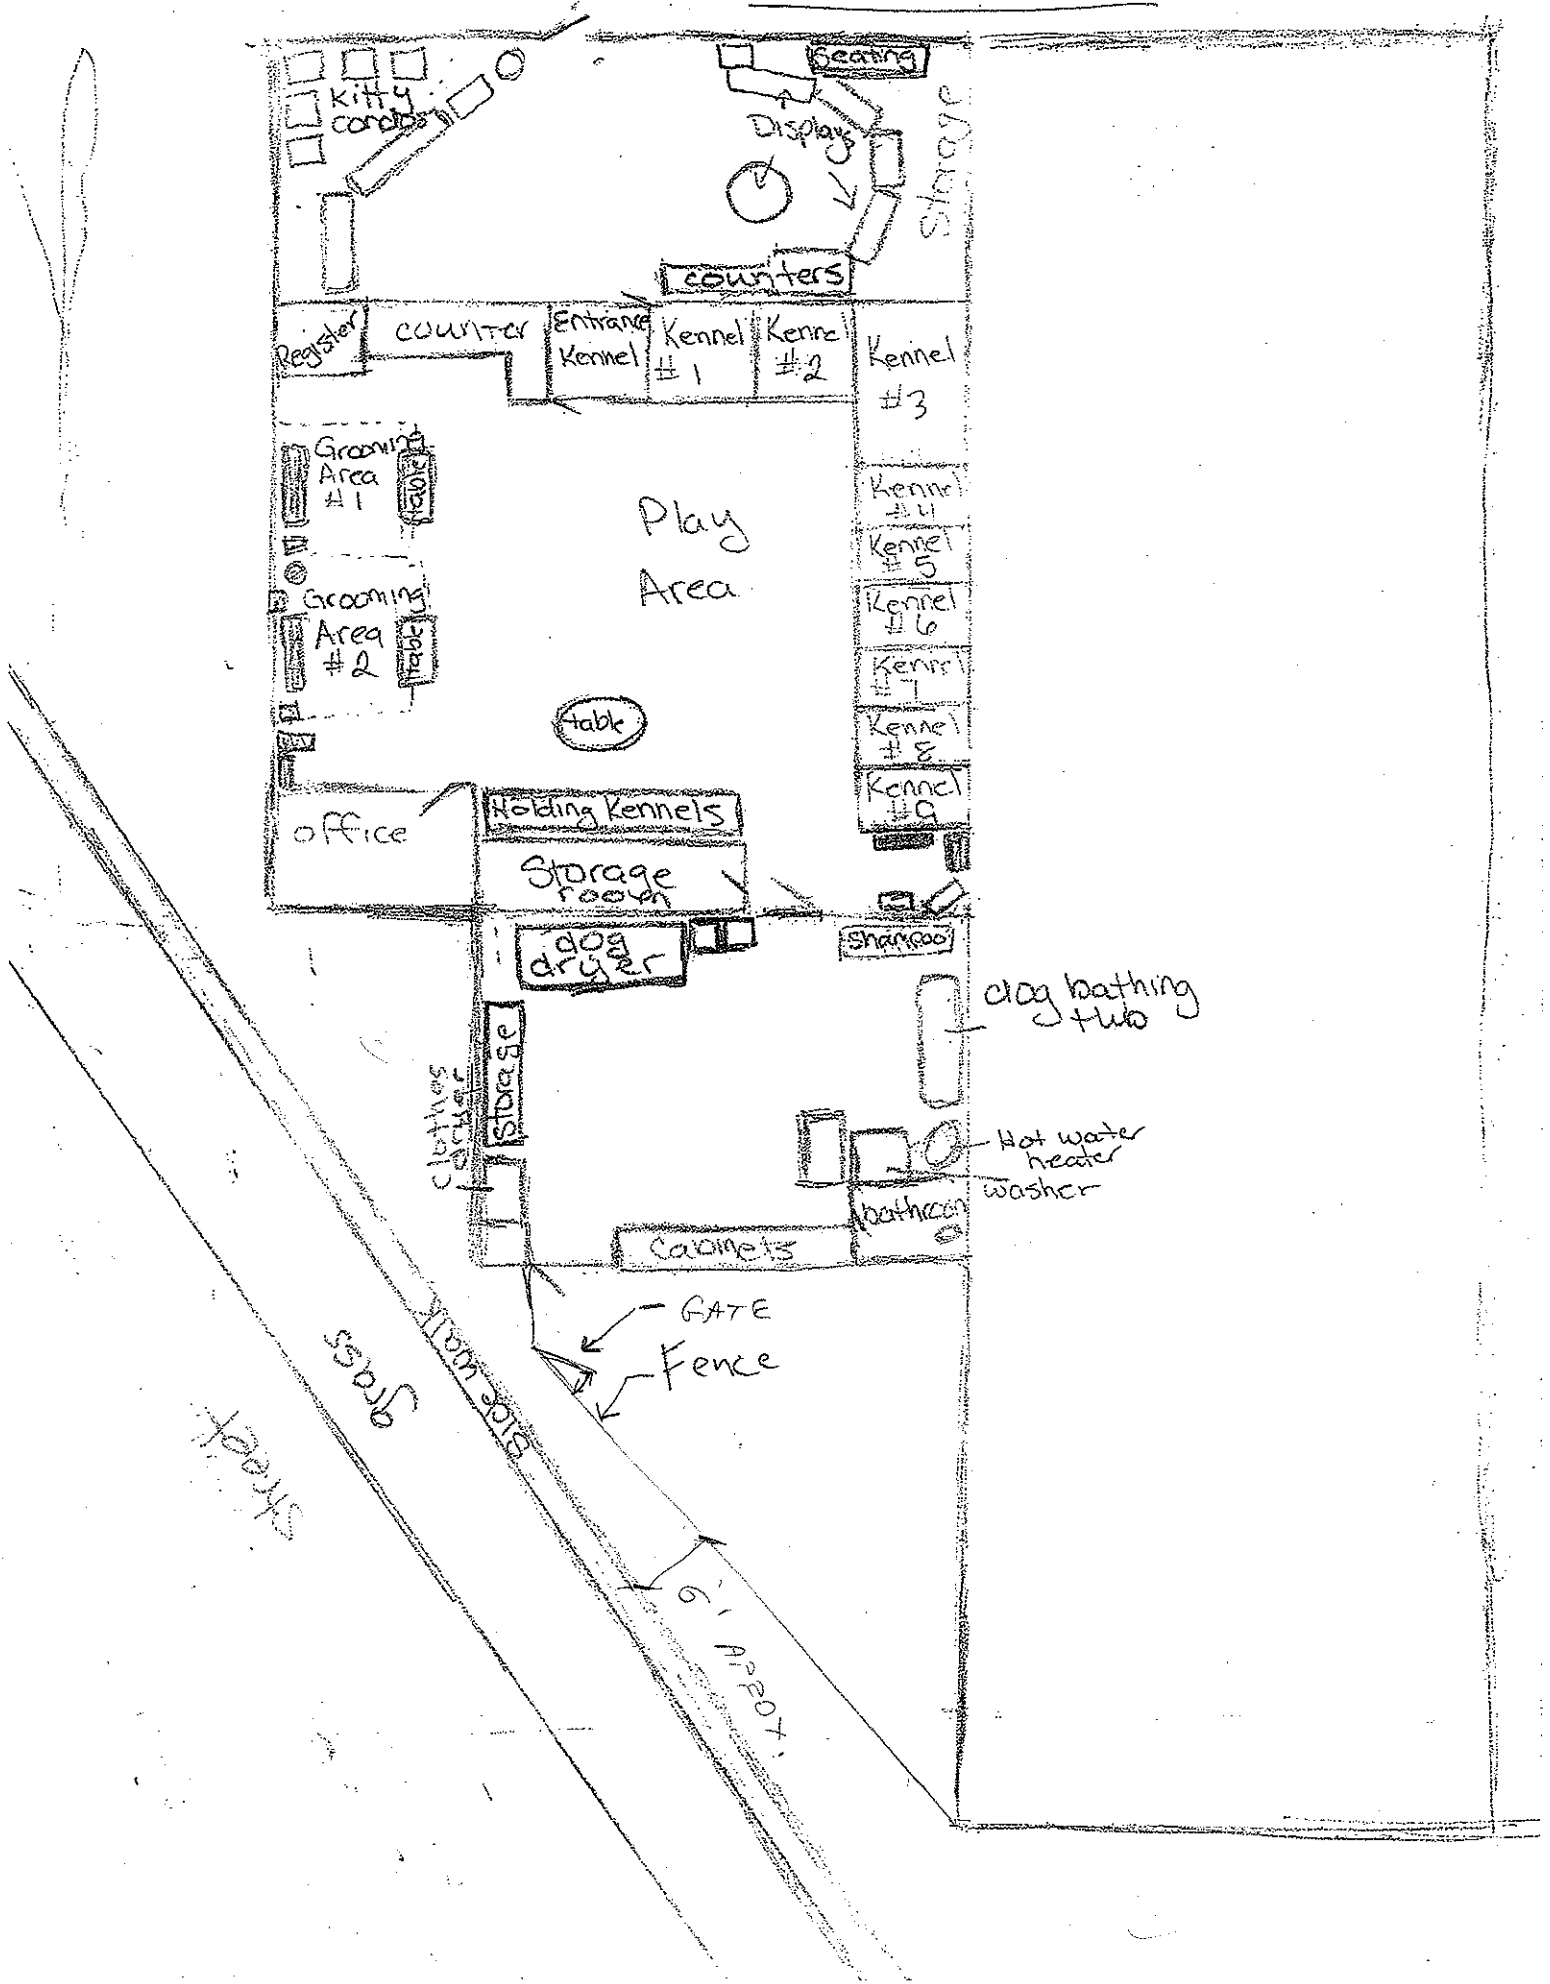 Seating
Kitty
condos
Displays
Storage
counters
Register
counter
Entrance
Kennel
Kennel
#1
Kennel
#2
Kennel
#3
Grooming
Area
#1
table
Kennel
#4
Play
Area
Kennel
#5
Grooming
Area
#2
table
Kennel
#6
Kennel
#7
table
Kennel
#8
Kennel
#9
office
Holding Kennels
Storage
room
dog
dryer
shampoo
dog bathing
tub
Storage
Clothes
Dryer
Hot water
heater
washer
bathroom
Cabinets
GATE
Fence
Sidewalk
grass
Street
6' APPOX.